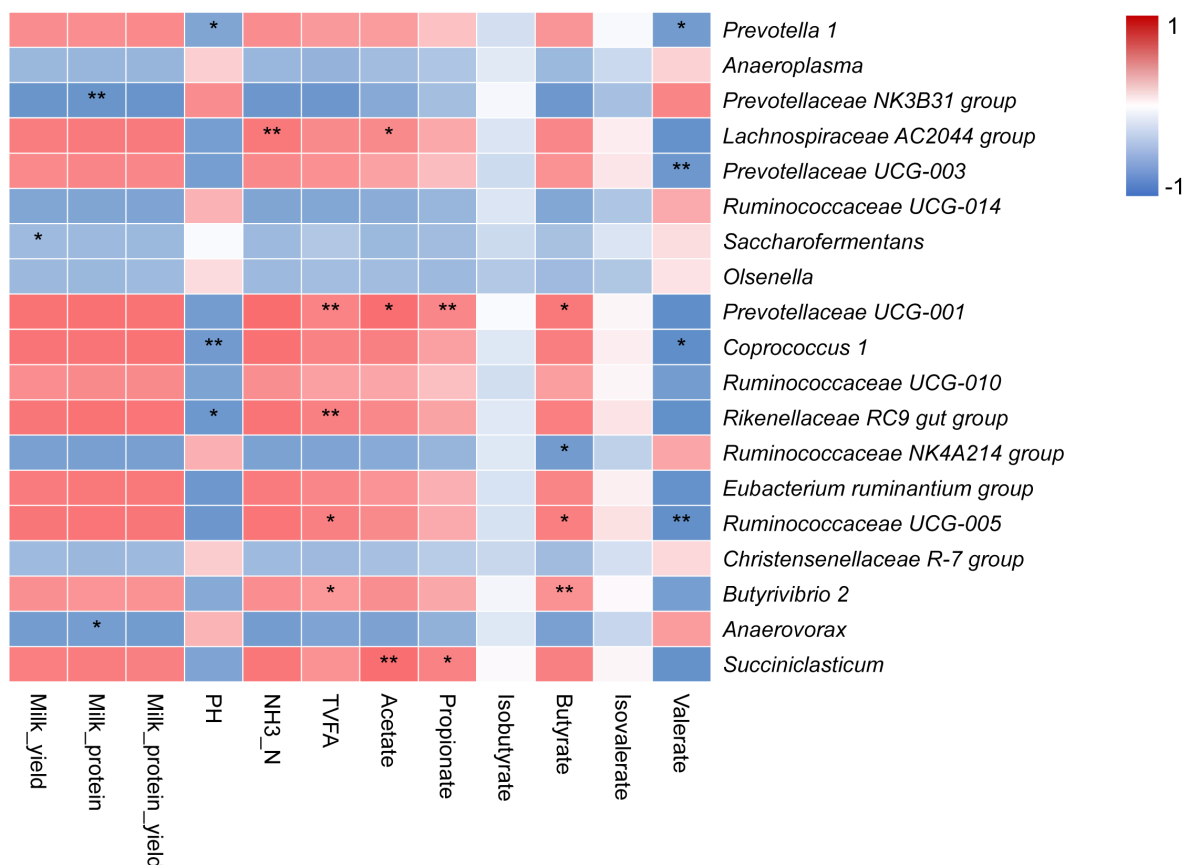 * * Prevotella 1
Anaeroplasma
** Prevotellaceae NK3B31 group
** * Lachnospiraceae AC2044 group
** Prevotellaceae UCG-003
Ruminococcaceae UCG-014
* Saccharofermentans
Olsenella
** * ** * Prevotellaceae UCG-001
** * Coprococcus 1
Ruminococcaceae UCG-010
* ** Rikenellaceae RC9 gut group
* Ruminococcaceae NK4A214 group
Eubacterium ruminantium group
* * ** Ruminococcaceae UCG-005
Christensenellaceae R-7 group
* ** Butyrivibrio 2
* Anaerovorax
** * Succiniclasticum
1
-1
Milk_yield
Milk_protein
Milk_protein_yield
PH
NH3_N
TVFA
Acetate
Propionate
Isobutyrate
Butyrate
Isovalerate
Valerate